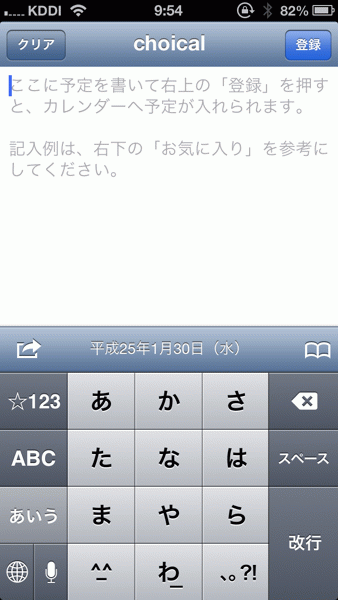 KDDI 9:54 82%
クリア choical 登録
ここに予定を書いて右上の「登録」を押す
と、カレンダーへ予定が入れられます。
記入例は、右下の「お気に入り」を参考に
してください。
平成25年1月30日（水）
☆123 あ か さ
ABC た な は スペース
あいう ま や ら 改行
^_^ わ_ 、。?!